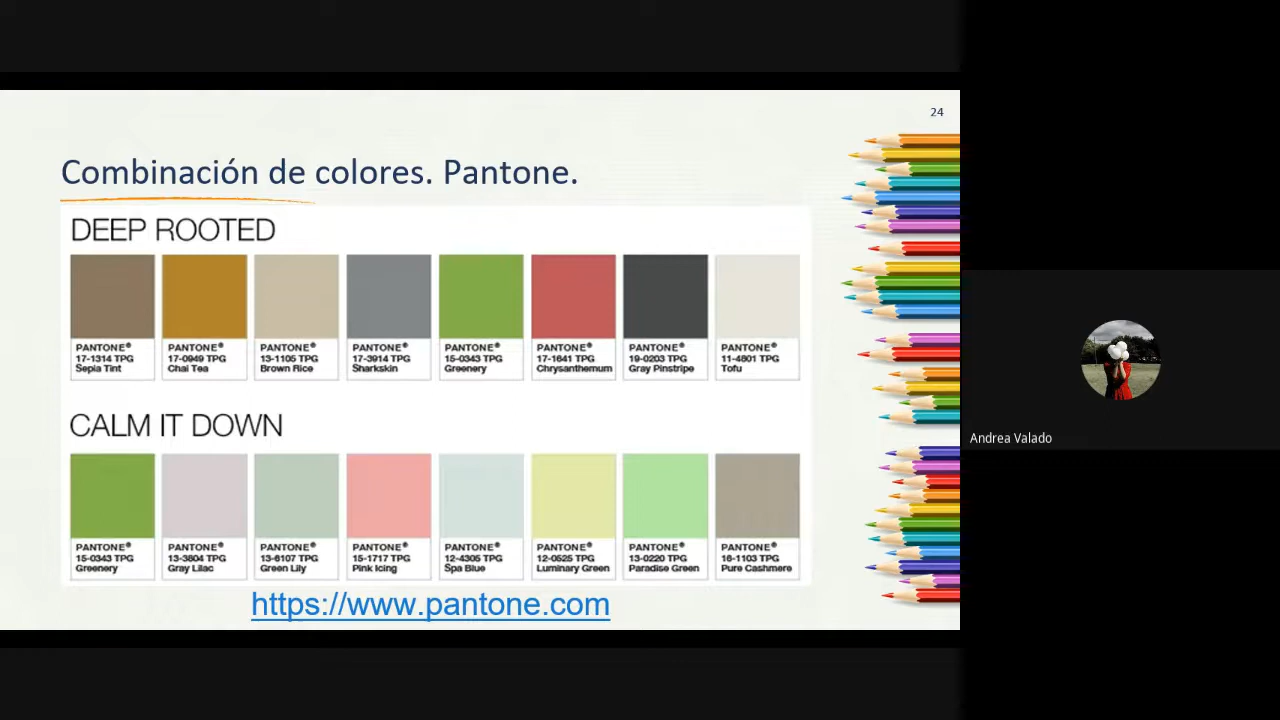 24
Combinación de colores. Pantone.
DEEP ROOTED
PANTONE®
17-1314 TPG
Sepia Tint
PANTONE®
17-0949 TPG
Chai Tea
PANTONE®
13-1105 TPG
Brown Rice
PANTONE®
17-3914 TPG
Sharkskin
PANTONE®
15-0343 TPG
Greenery
PANTONE®
17-1641 TPG
Chrysanthemum
PANTONE®
19-0203 TPG
Gray Pinstripe
PANTONE®
11-4801 TPG
Tofu
CALM IT DOWN
PANTONE®
15-0343 TPG
Greenery
PANTONE®
13-3804 TPG
Gray Lilac
PANTONE®
13-6107 TPG
Green Lily
PANTONE®
15-1717 TPG
Pink Icing
PANTONE®
12-4305 TPG
Spa Blue
PANTONE®
12-0525 TPG
Luminary Green
PANTONE®
13-0220 TPG
Paradise Green
PANTONE®
16-1103 TPG
Pure Cashmere
https://www.pantone.com
Andrea Valado